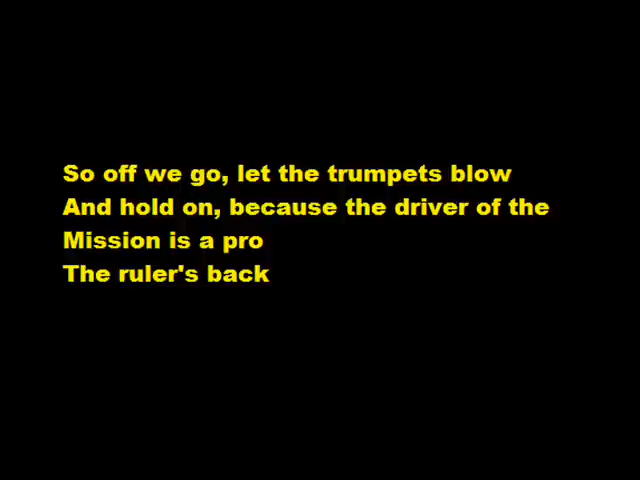 So off we go, let the trumpets blow
And hold on, because the driver of the
Mission is a pro
The ruler's back